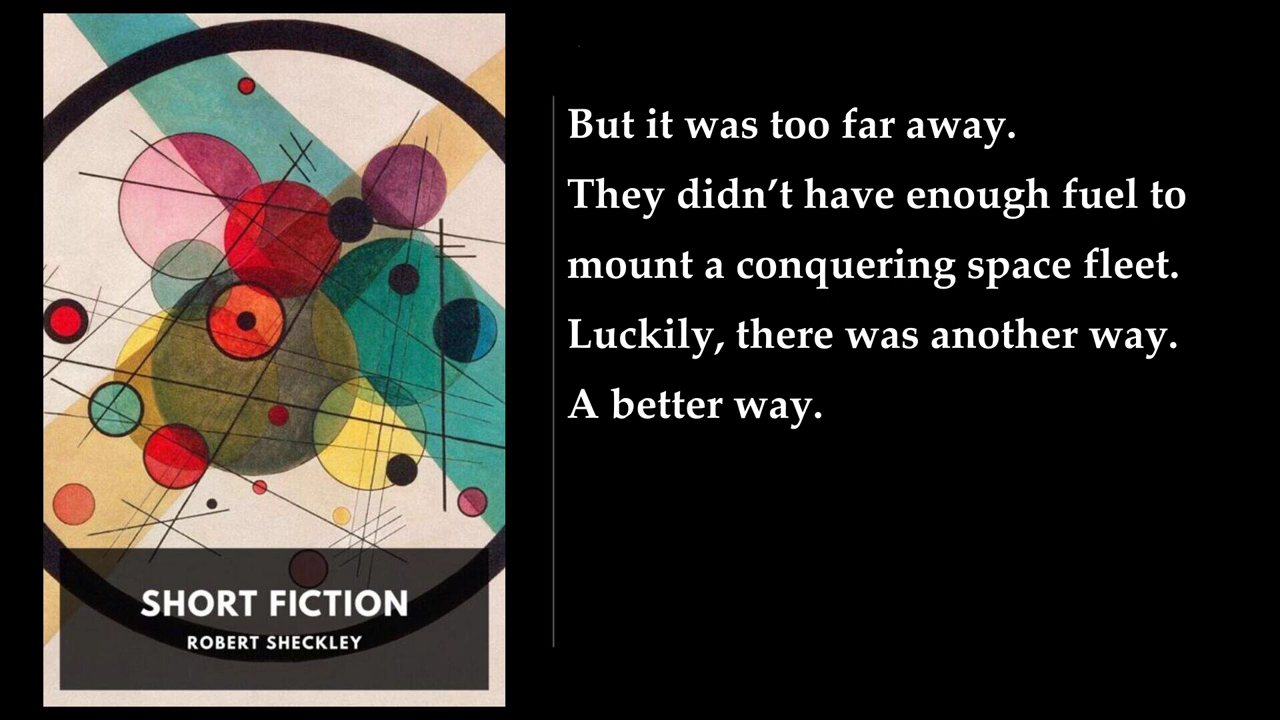 But it was too far away.
They didn’t have enough fuel to
mount a conquering space fleet.
Luckily, there was another way.
A better way.
SHORT FICTION
ROBERT SHECKLEY